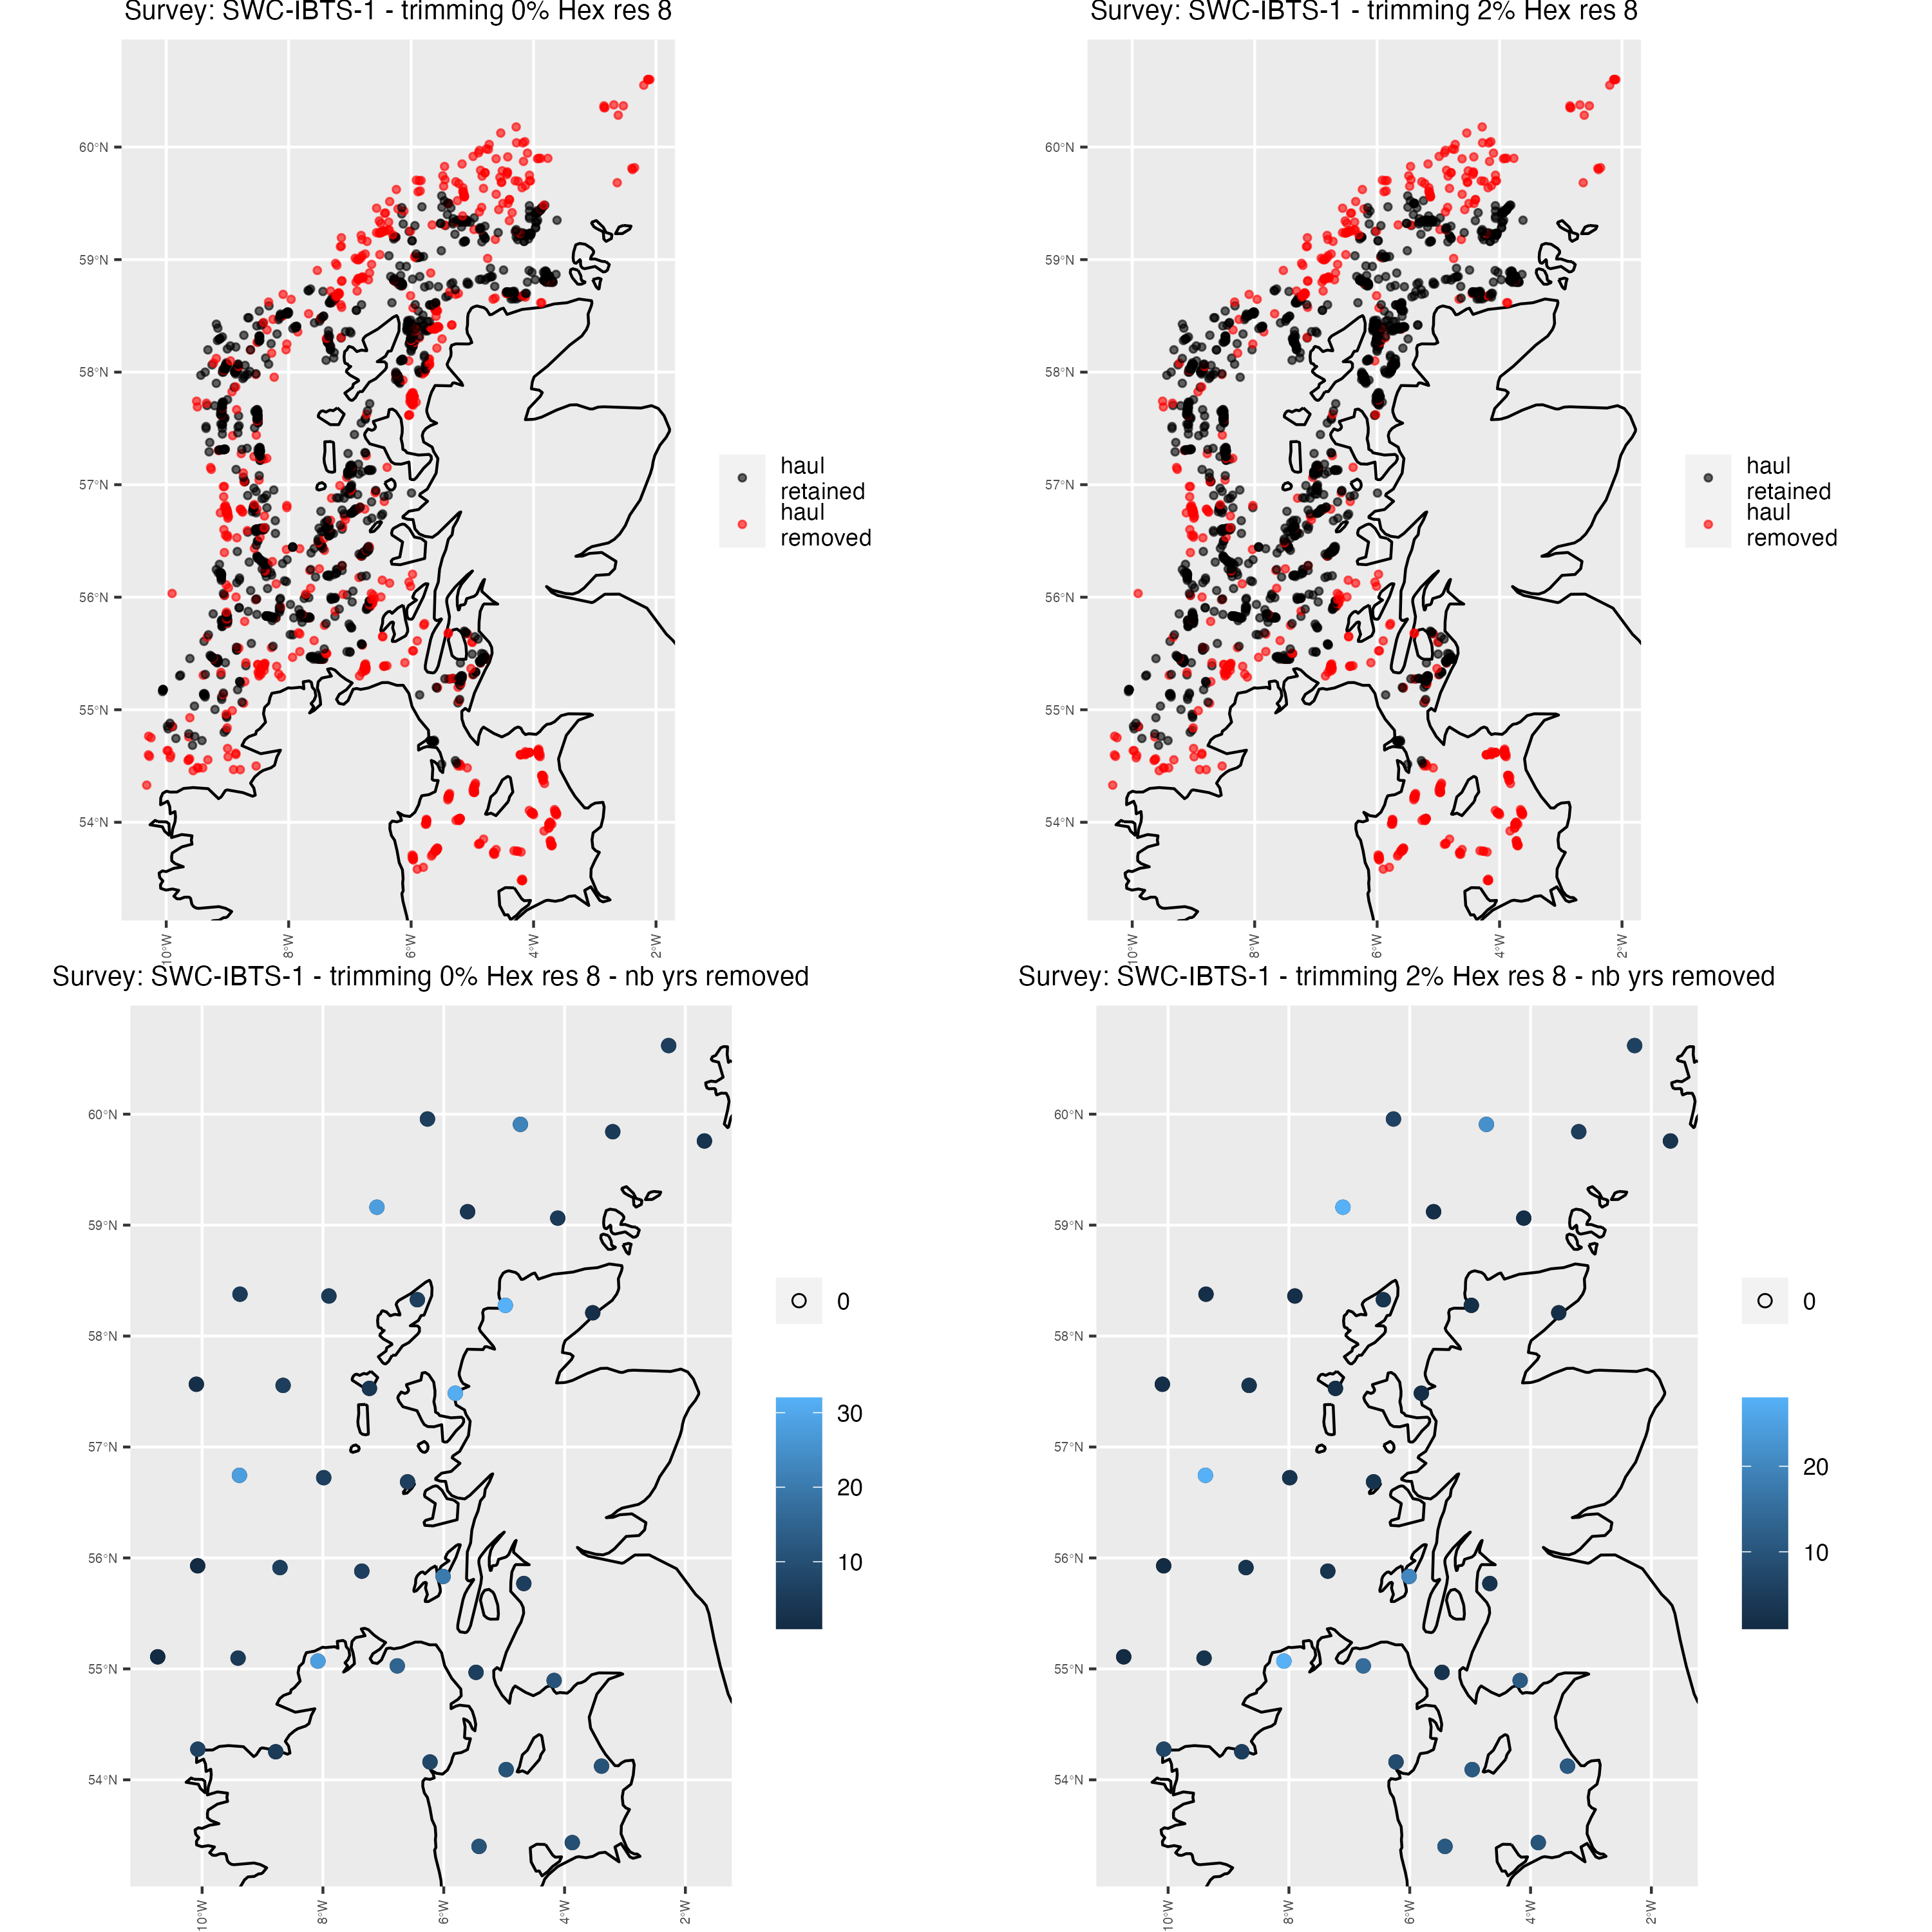 Survey: SWC-IBTS-1 - trimming 0% Hex res 8
60°N
59°N
58°N
57°N
56°N
55°N
54°N
10°W
8°W
6°W
4°W
2°W
haul
retained
haul
removed
Survey: SWC-IBTS-1 - trimming 2% Hex res 8
60°N
59°N
58°N
57°N
56°N
55°N
54°N
10°W
8°W
6°W
4°W
2°W
haul
retained
haul
removed
Survey: SWC-IBTS-1 - trimming 0% Hex res 8 - nb yrs removed
60°N
59°N
58°N
57°N
56°N
55°N
54°N
10°W
8°W
6°W
4°W
2°W
0
30
20
10
Survey: SWC-IBTS-1 - trimming 2% Hex res 8 - nb yrs removed
60°N
59°N
58°N
57°N
56°N
55°N
54°N
10°W
8°W
6°W
4°W
2°W
0
20
10